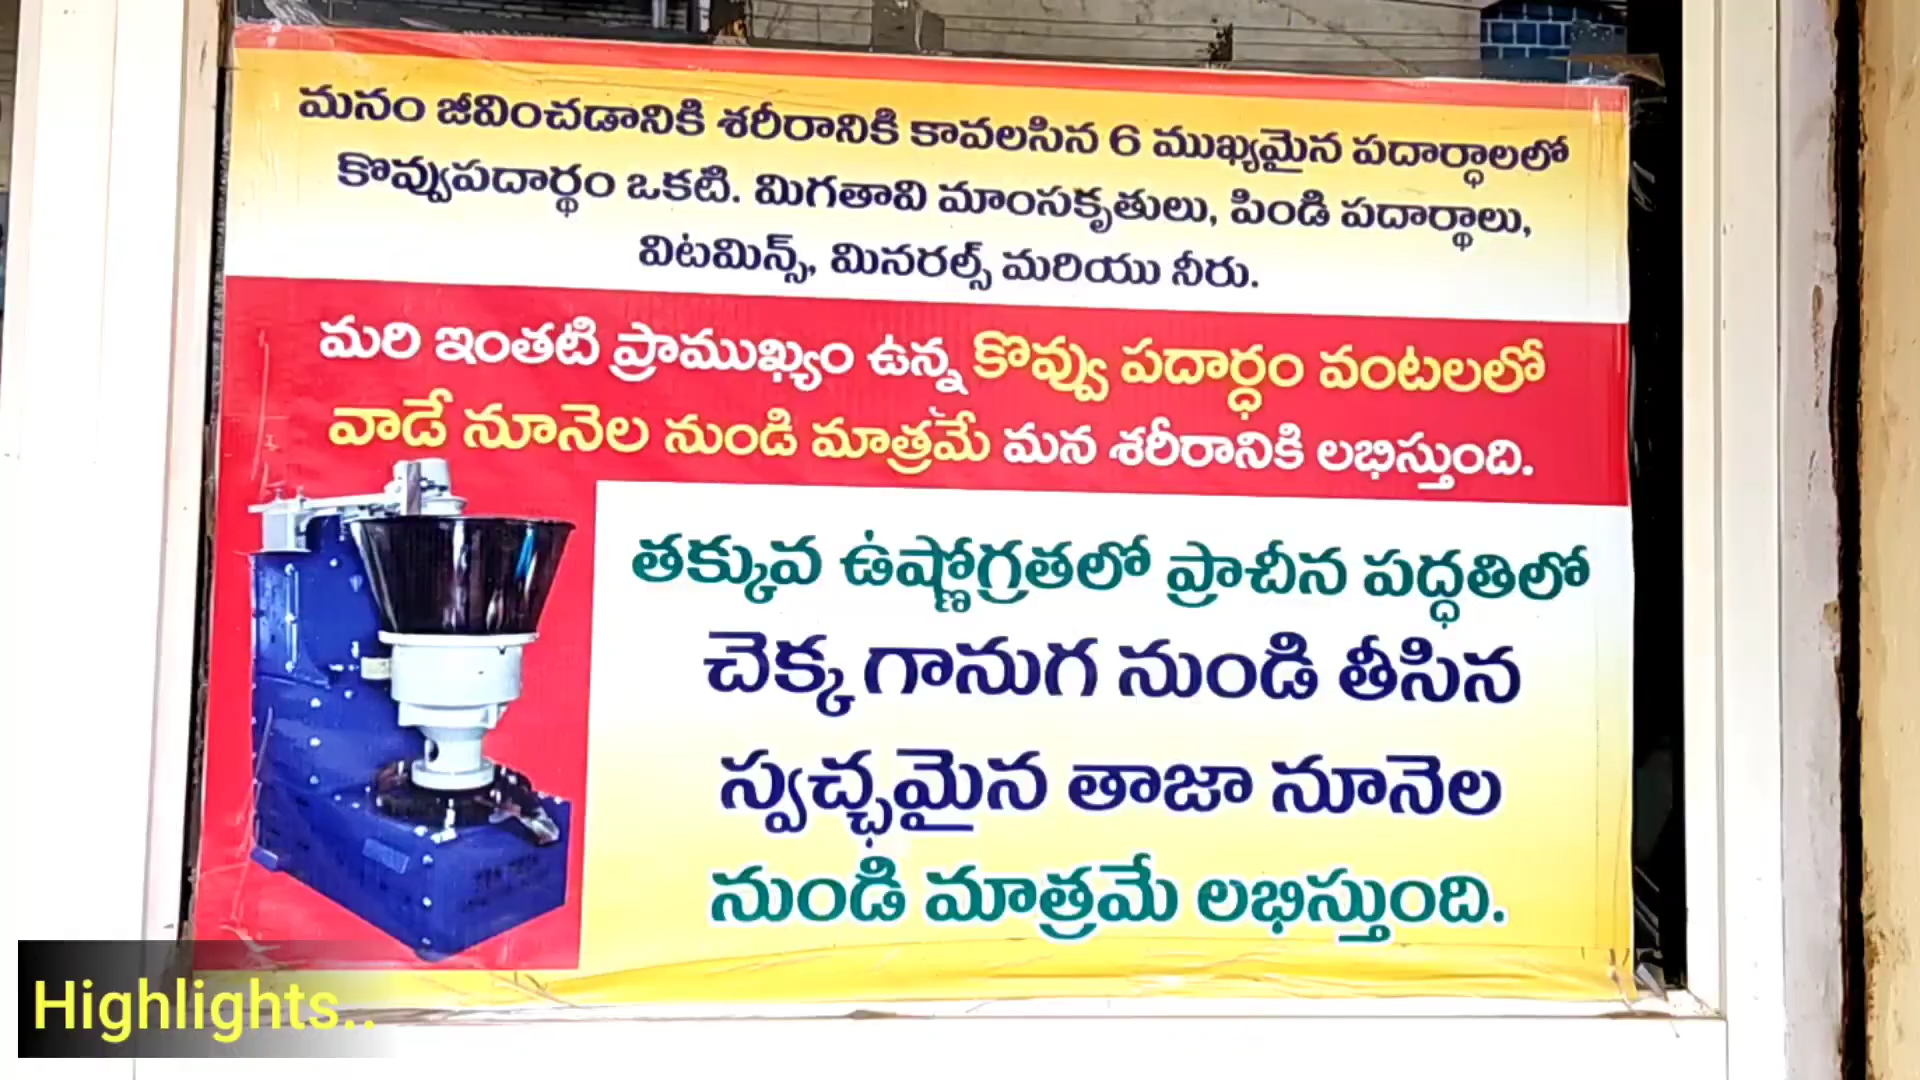 మనం జీవించడానికి శరీరానికి కావలసిన 6 ముఖ్యమైన పదార్ధాలలో
కొవ్వుపదార్థం ఒకటి. మిగతావి మాంసకృతులు, పిండి పదార్థాలు,
విటమిన్స్, మినరల్స్ మరియు నీరు.
మరి ఇంతటి ప్రాముఖ్యం ఉన్న కొవ్వు పదార్ధం వంటలలో
వాడే నూనెల నుండి మాత్రమే మన శరీరానికి లభిస్తుంది.
తక్కువ ఉష్ణోగ్రతలో ప్రాచీన పద్ధతిలో
చెక్క గానుగ నుండి తీసిన
స్వచ్ఛమైన తాజా నూనెల
నుండి మాత్రమే లభిస్తుంది.
Highlights..